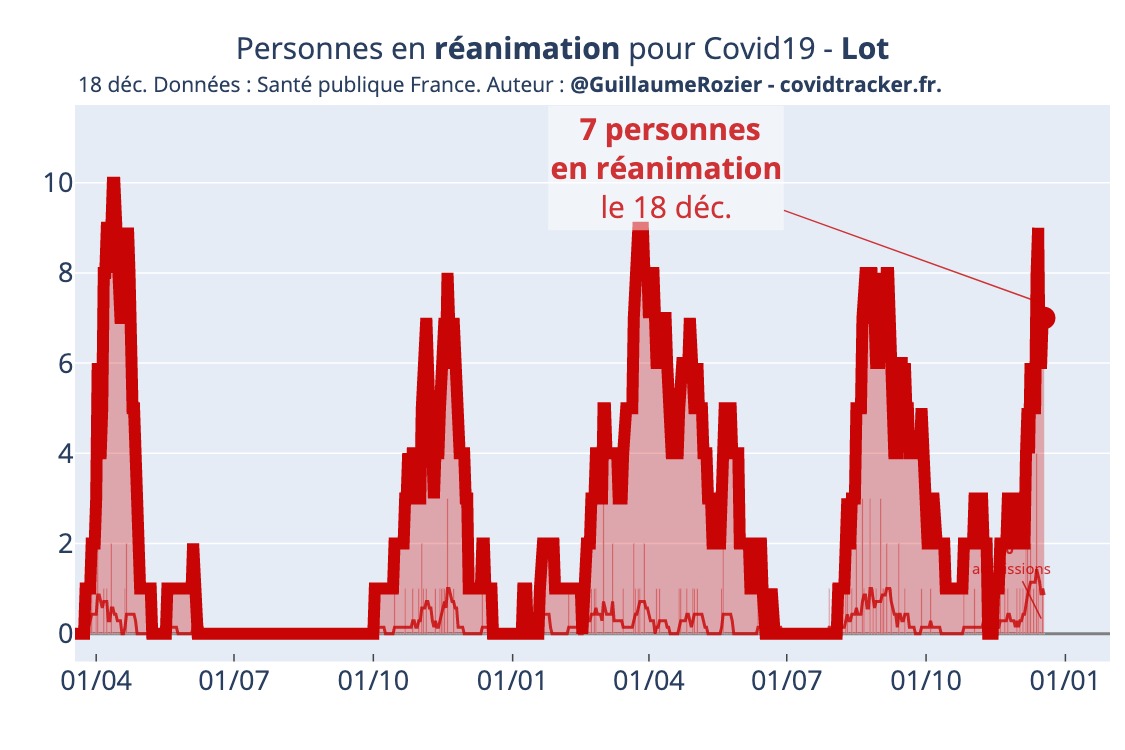 Personnes en réanimation pour Covid19 - Lot
18 déc. Données : Santé publique France. Auteur : @GuillaumeRozier - covidtracker.fr.
7 personnes
en réanimation
le 18 déc.
10
8
6
4
2
0
admissions
01/04 01/07 01/10 01/01 01/04 01/07 01/10 01/01